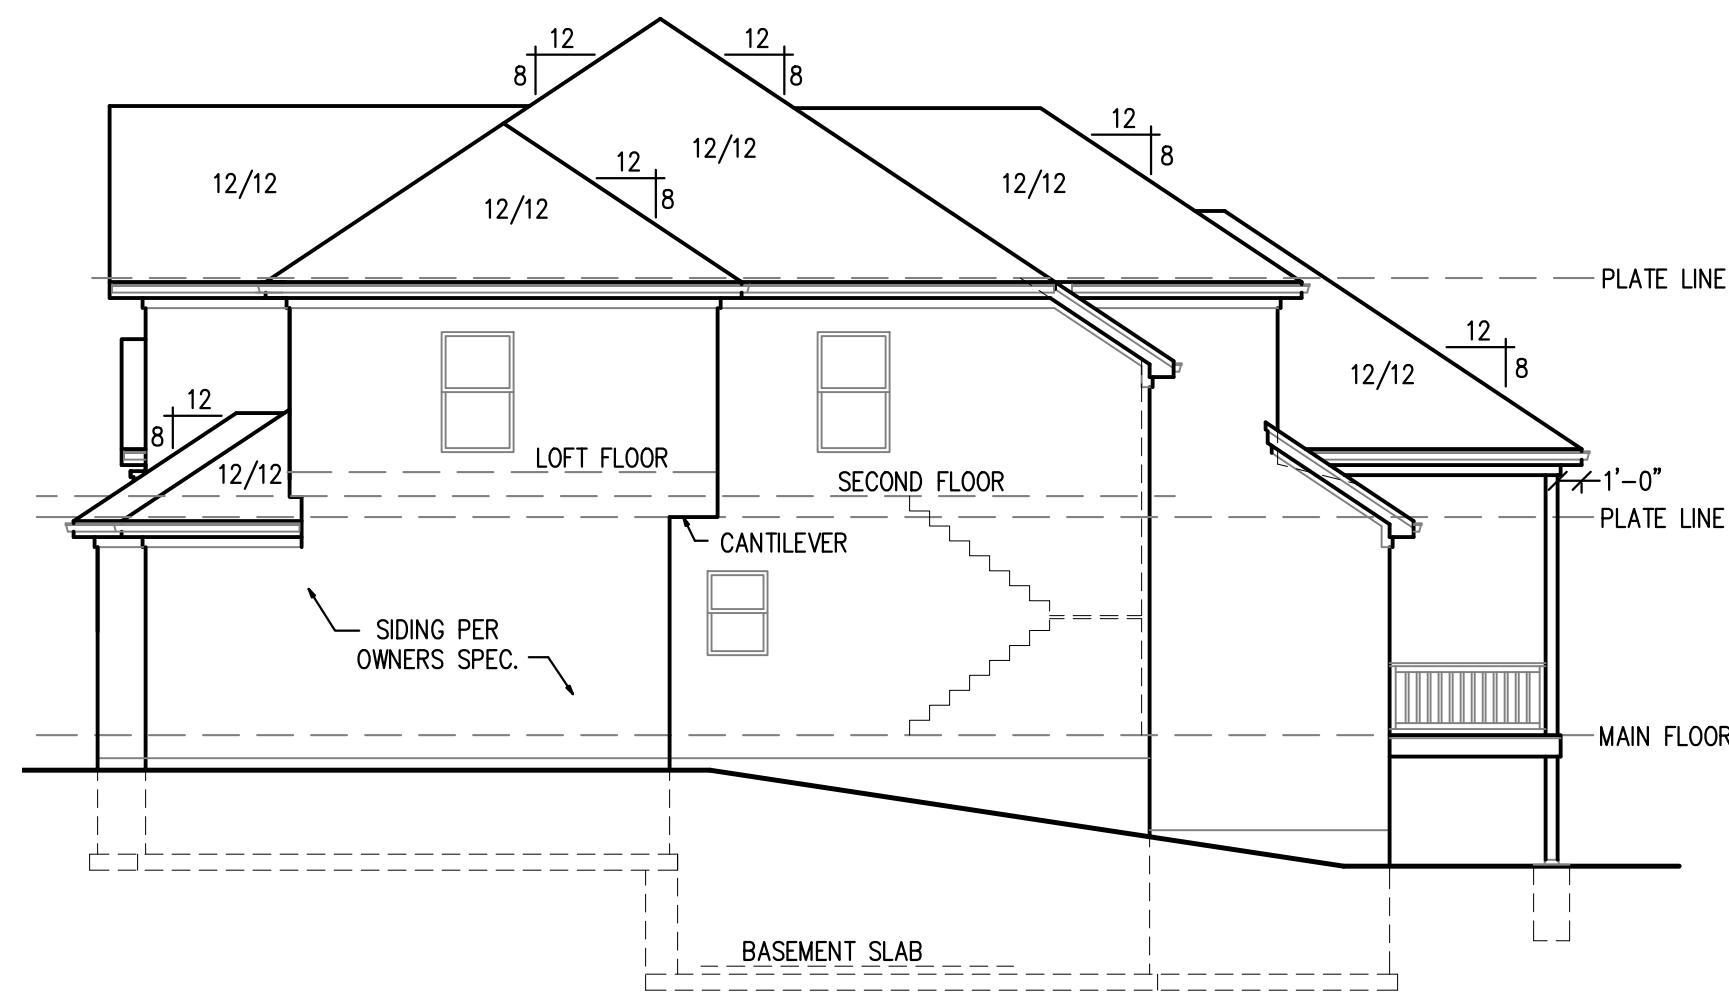 12
12
8
8
12
8
12/12
12
8
12/12
12/12
12/12
PLATE LINE
12
8
12/12
12
8
LOFT FLOOR
12/12
SECOND FLOOR
1'-0"
PLATE LINE
CANTILEVER
SIDING PER
OWNERS SPEC.
MAIN FLOOR
BASEMENT SLAB